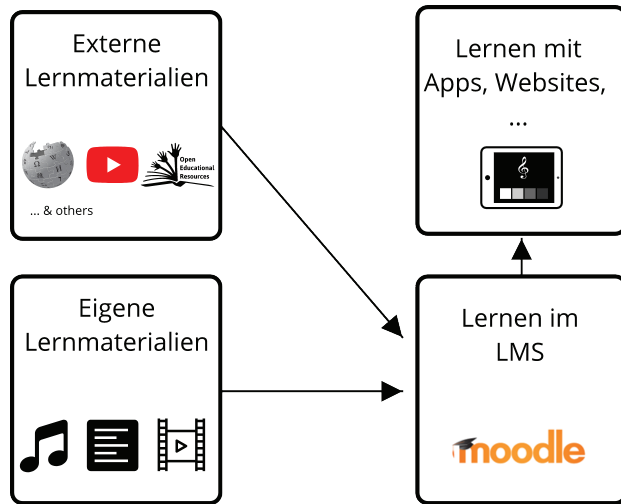 Externe
Lernmaterialien
Open
Educational
Resources
... & others
Lernen mit
Apps, Websites,
...
Eigene
Lernmaterialien
Lernen im
LMS
moodle